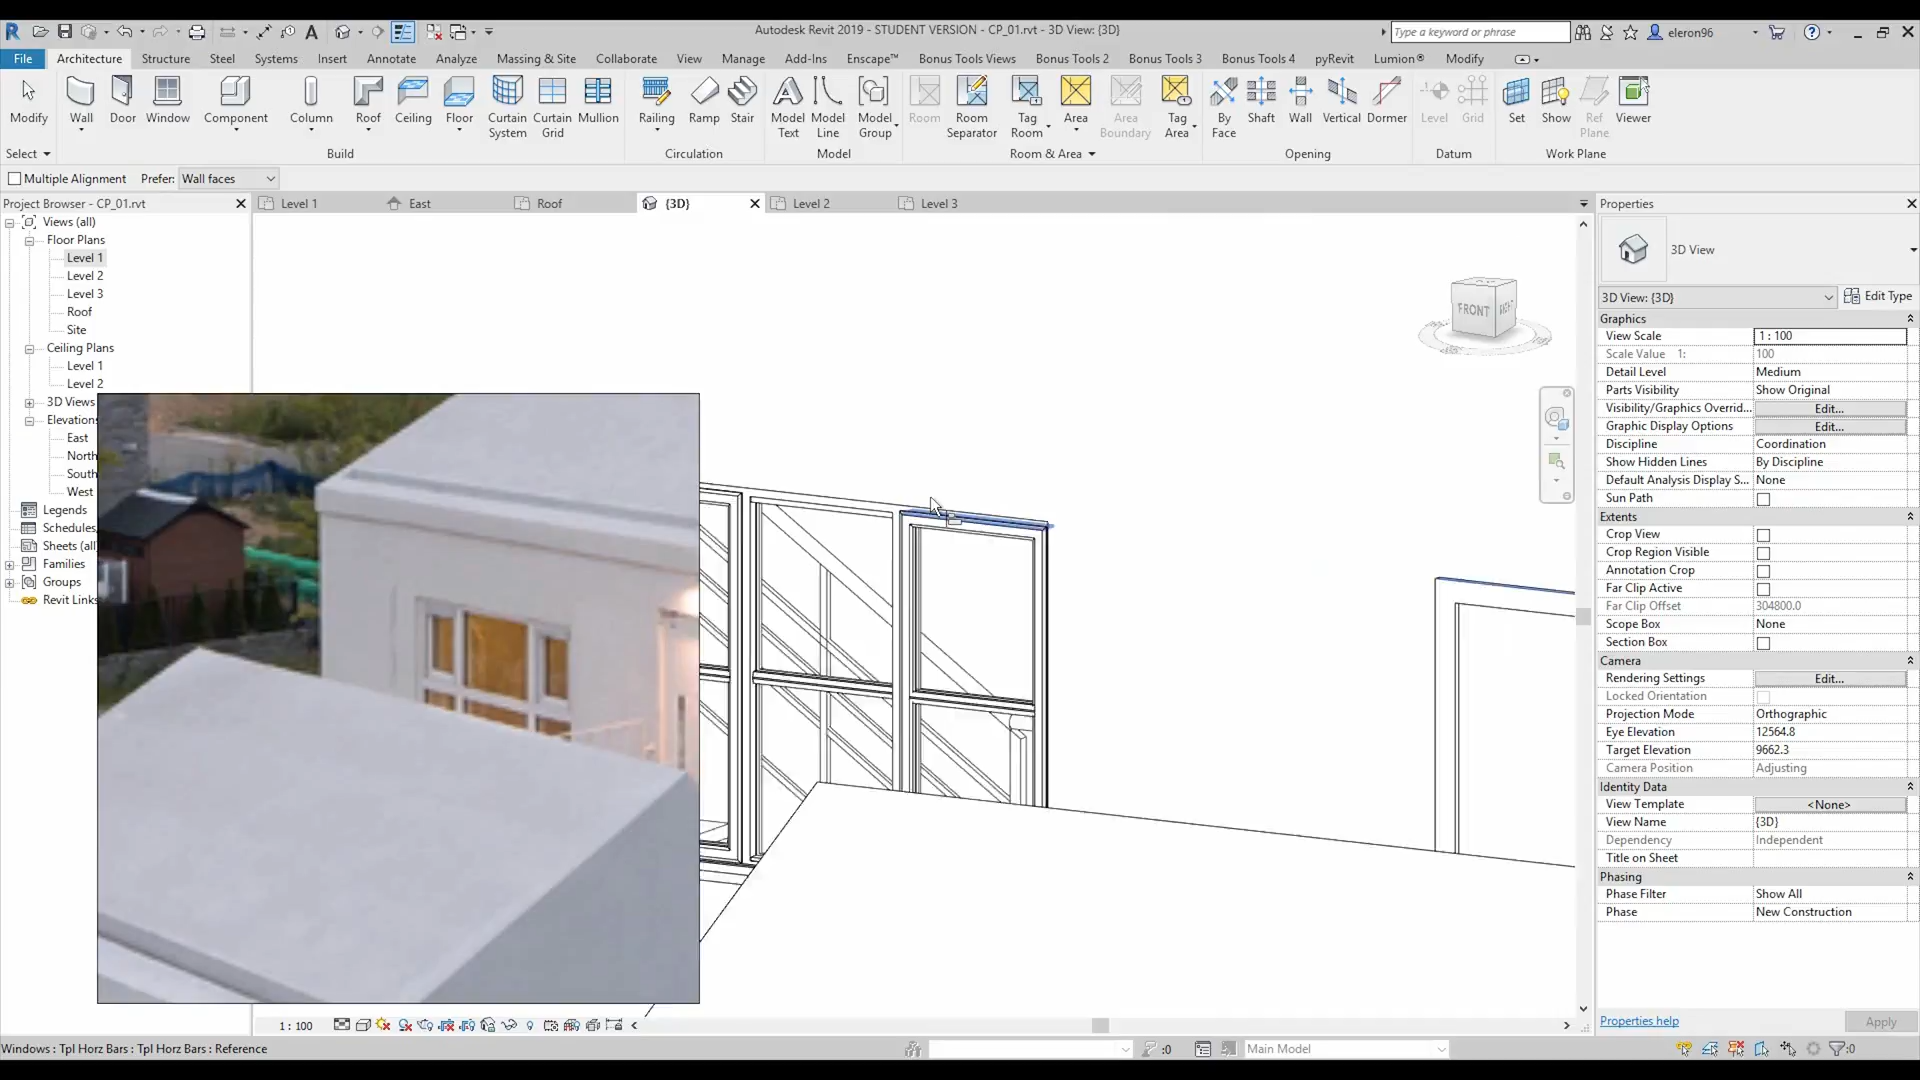 Autodesk Revit 2019 - STUDENT VERSION - CP_01.rvt - 3D View: {3D}
Type a keyword or phrase
eleron96
File Architecture Structure Steel Systems Insert Annotate Analyze Massing & Site Collaborate View Manage Add-Ins Enscape™ Bonus Tools Views Bonus Tools 2 Bonus Tools 3 Bonus Tools 4 pyRevit Lumion® Modify
Modify Wall Door Window Component Column Roof Ceiling Floor Curtain System Curtain Grid Mullion Railing Ramp Stair Model Text Model Line Model Group Room Room Separator Tag Room Area Area Boundary Tag Area By Face Shaft Wall Vertical Dormer Level Grid Set Show Ref Plane Viewer
Select Build Circulation Model Room & Area Opening Datum Work Plane
Multiple Alignment Prefer: Wall faces
Project Browser - CP_01.rvt
Level 1 East Roof {3D} Level 2 Level 3
Views (all)
Floor Plans
Level 1
Level 2
Level 3
Roof
Site
Ceiling Plans
Level 1
Level 2
3D Views
Elevations
East
North
South
West
Legends
Schedules
Sheets (all)
Families
Groups
Revit Links
FRONT RIGHT
Properties
3D View
3D View: {3D} Edit Type
Graphics
View Scale 1 : 100
Scale Value 1: 100
Detail Level Medium
Parts Visibility Show Original
Visibility/Graphics Overrid... Edit...
Graphic Display Options Edit...
Discipline Coordination
Show Hidden Lines By Discipline
Default Analysis Display S... None
Sun Path
Extents
Crop View
Crop Region Visible
Annotation Crop
Far Clip Active
Far Clip Offset 304800.0
Scope Box None
Section Box
Camera
Rendering Settings Edit...
Locked Orientation
Projection Mode Orthographic
Eye Elevation 12564.8
Target Elevation 9662.3
Camera Position Adjusting
Identity Data
View Template <None>
View Name {3D}
Dependency Independent
Title on Sheet
Phasing
Phase Filter Show All
Phase New Construction
Properties help Apply
1 : 100
Windows : Tpl Horz Bars : Tpl Horz Bars : Reference
:0 Main Model :0